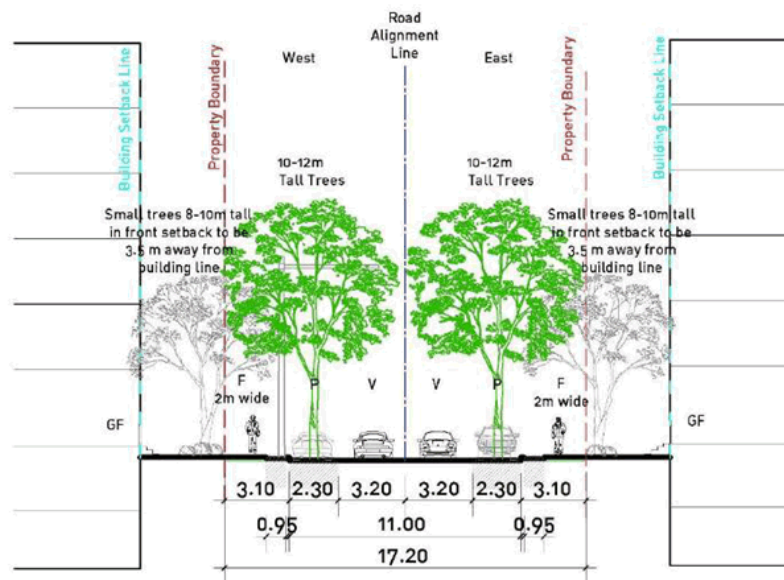 Road
Alignment
Line
West
East
Building Setback Line
Property Boundary
Property Boundary
Building Setback Line
10-12m
Tall Trees
10-12m
Tall Trees
Small trees 8-10m tall
in front setback to be
3.5 m away from
building line
Small trees 8-10m tall
in front setback to be
3.5 m away from
building line
F
2m wide
P
V
V
P
F
2m wide
GF
GF
3.10
2.30
3.20
3.20
2.30
3.10
0.95
11.00
0.95
17.20